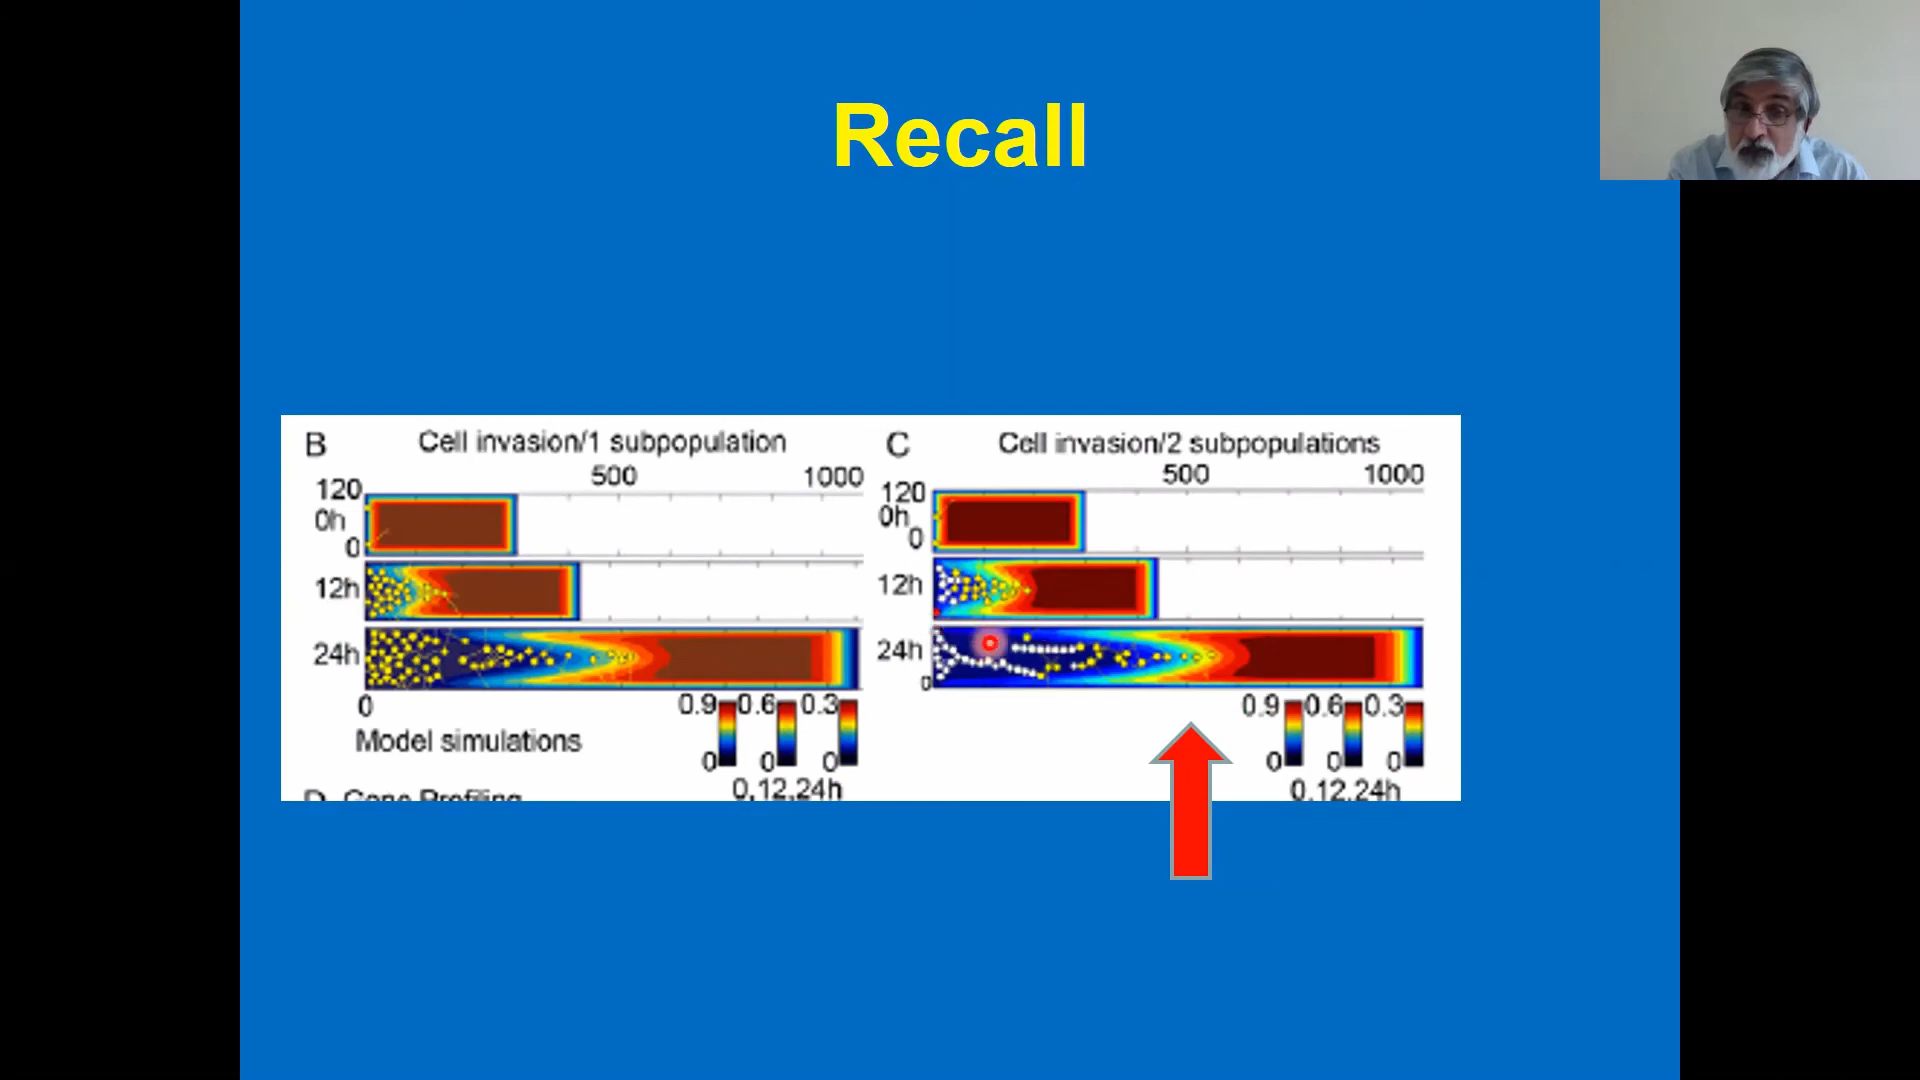 Recall
B Cell invasion/1 subpopulation
500 1000
120
0h
0
12h
24h
0
0.9 0.6 0.3
Model simulations
0 0 0
0,12,24h
D Gene Profiling
C Cell invasion/2 subpopulations
500 1000
120
0h
0
12h
24h
0
0.9 0.6 0.3
0 0 0
0,12,24h